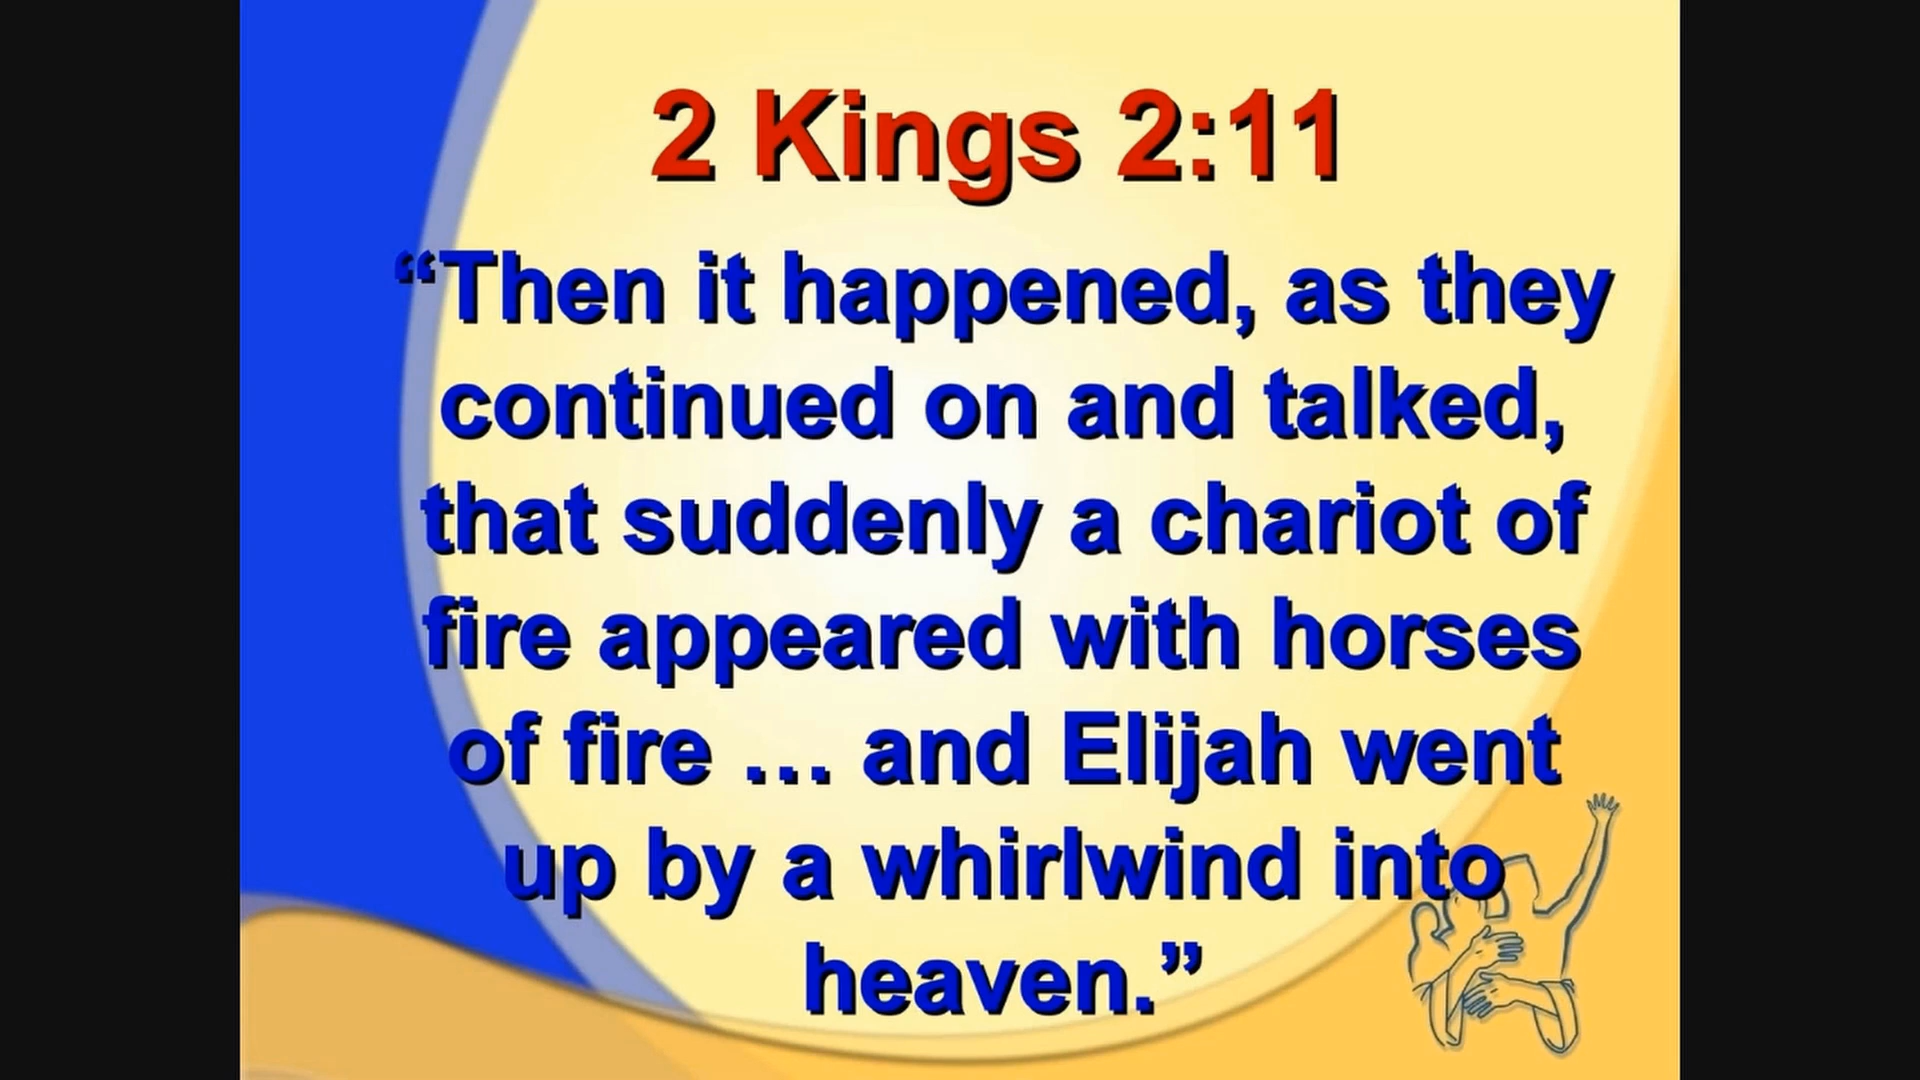 2 Kings 2:11
“Then it happened, as they
continued on and talked,
that suddenly a chariot of
fire appeared with horses
of fire … and Elijah went
up by a whirlwind into
heaven.”